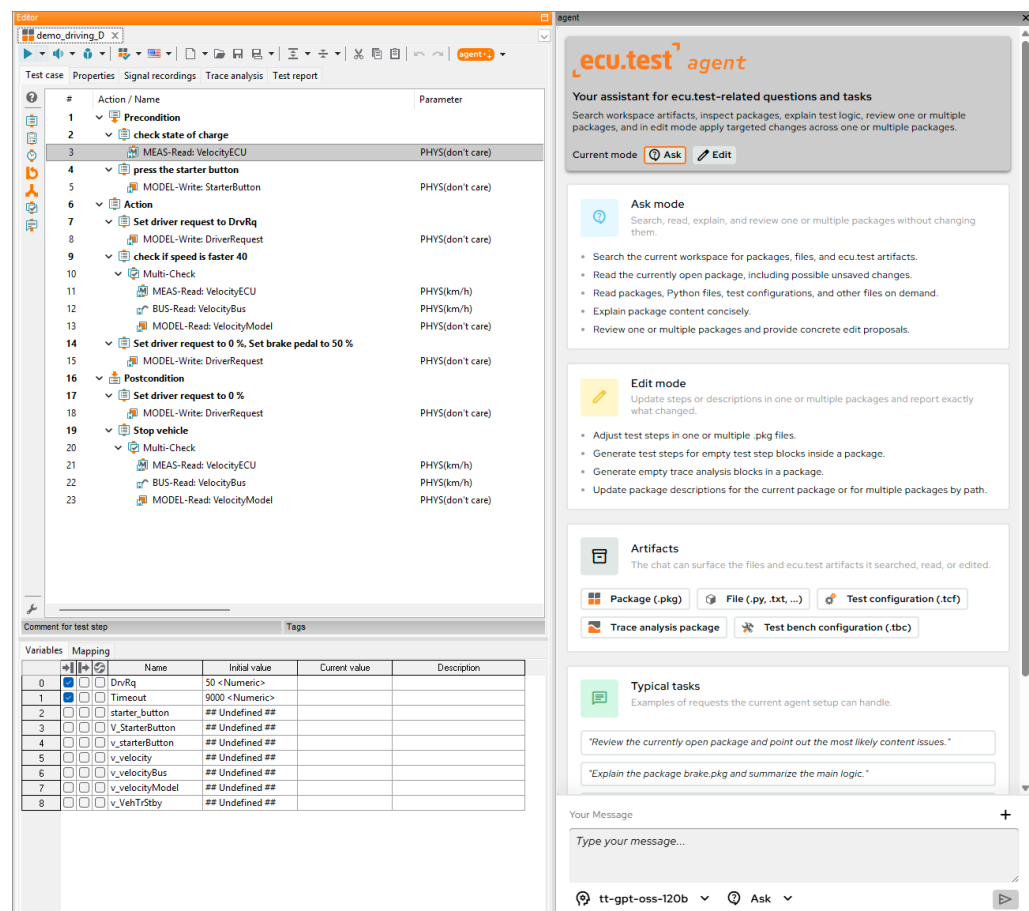 Editor
demo_driving_D X
agent
Test case Properties Signal recordings Trace analysis Test report
# Action / Name Parameter
1 Precondition
2 check state of charge
3 MEAS-Read: VelocityECU PHYS(don't care)
4 press the starter button
5 MODEL-Write: StarterButton PHYS(don't care)
6 Action
7 Set driver request to DrvRq
8 MODEL-Write: DriverRequest PHYS(don't care)
9 check if speed is faster 40
10 Multi-Check
11 MEAS-Read: VelocityECU PHYS(km/h)
12 BUS-Read: VelocityBus PHYS(km/h)
13 MODEL-Read: VelocityModel PHYS(don't care)
14 Set driver request to 0 %, Set brake pedal to 50 %
15 MODEL-Write: DriverRequest PHYS(don't care)
16 Postcondition
17 Set driver request to 0 %
18 MODEL-Write: DriverRequest PHYS(don't care)
19 Stop vehicle
20 Multi-Check
21 MEAS-Read: VelocityECU PHYS(km/h)
22 BUS-Read: VelocityBus PHYS(km/h)
23 MODEL-Read: VelocityModel PHYS(don't care)
Comment for test step Tags
Variables Mapping
Name Initial value Current value Description
0 DrvRq 50 <Numeric>
1 Timeout 9000 <Numeric>
2 starter_button ## Undefined ##
3 V_StarterButton ## Undefined ##
4 v_starterButton ## Undefined ##
5 v_velocity ## Undefined ##
6 v_velocityBus ## Undefined ##
7 v_velocityModel ## Undefined ##
8 v_VehTrStby ## Undefined ##
agent
ecu.test agent
Your assistant for ecu.test-related questions and tasks
Search workspace artifacts, inspect packages, explain test logic, review one or multiple
packages, and in edit mode apply targeted changes across one or multiple packages.
Current mode Ask Edit
Ask mode
Search, read, explain, and review one or multiple packages without changing
them.
Search the current workspace for packages, files, and ecu.test artifacts.
Read the currently open package, including possible unsaved changes.
Read packages, Python files, test configurations, and other files on demand.
Explain package content concisely.
Review one or multiple packages and provide concrete edit proposals.
Edit mode
Update steps or descriptions in one or multiple packages and report exactly
what changed.
Adjust test steps in one or multiple .pkg files.
Generate test steps for empty test step blocks inside a package.
Generate empty trace analysis blocks in a package.
Update package descriptions for the current package or for multiple packages by path.
Artifacts
The chat can surface the files and ecu.test artifacts it searched, read, or edited.
Package (.pkg) File (.py, .txt, ...) Test configuration (.tcf)
Trace analysis package Test bench configuration (.tbc)
Typical tasks
Examples of requests the current agent setup can handle.
"Review the currently open package and point out the most likely content issues."
"Explain the package brake.pkg and summarize the main logic."
Your Message
Type your message...
tt-gpt-oss-120b Ask